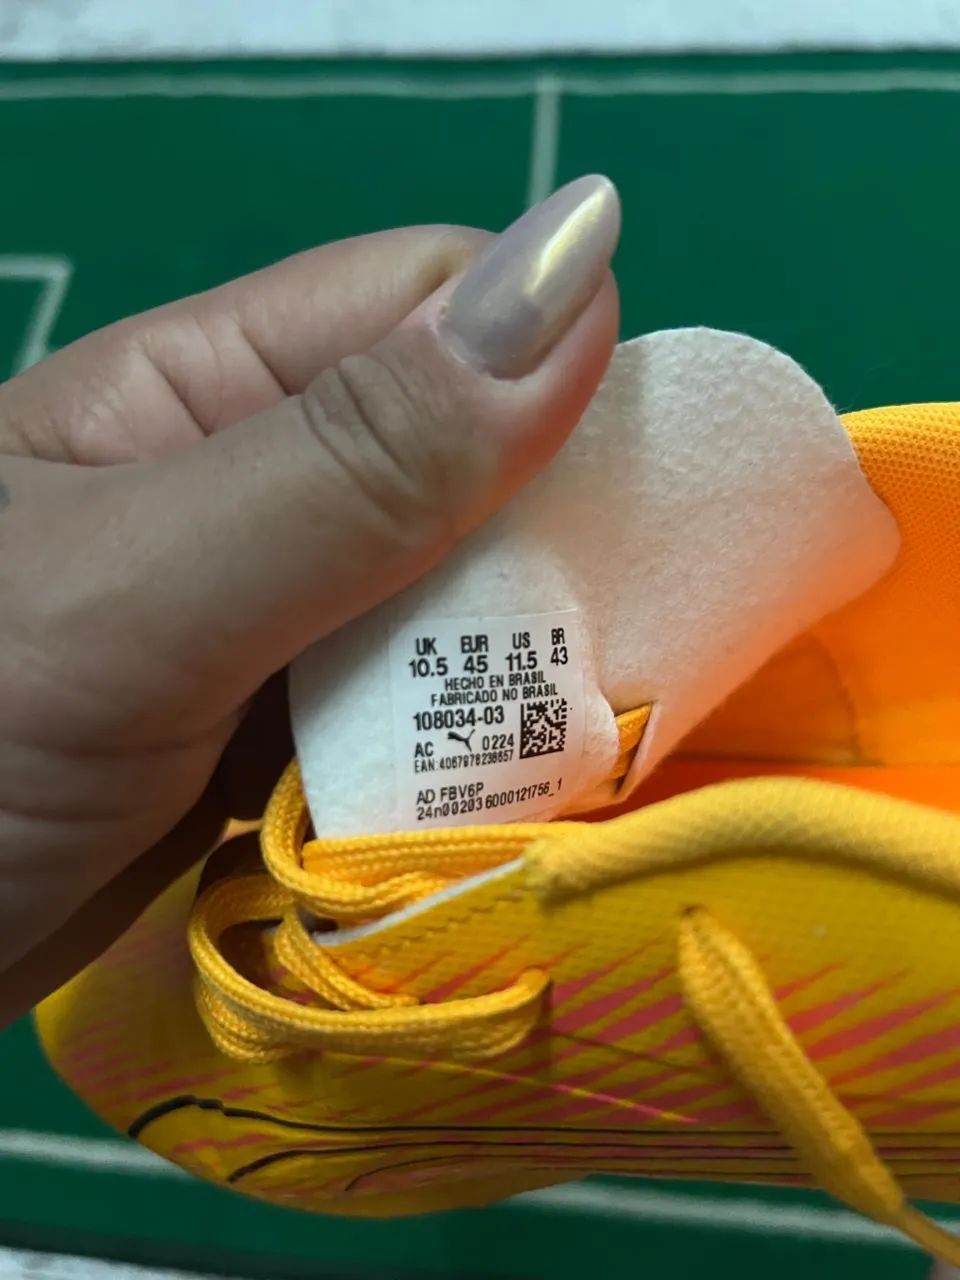 UK EUR US BR
10.5 45 11.5 43
HECHO EN BRASIL
FABRICADO NO BRASIL
108034-03
AC 0224
EAN:4067978238657
AD FBV6P
24n00203 6000121756_1